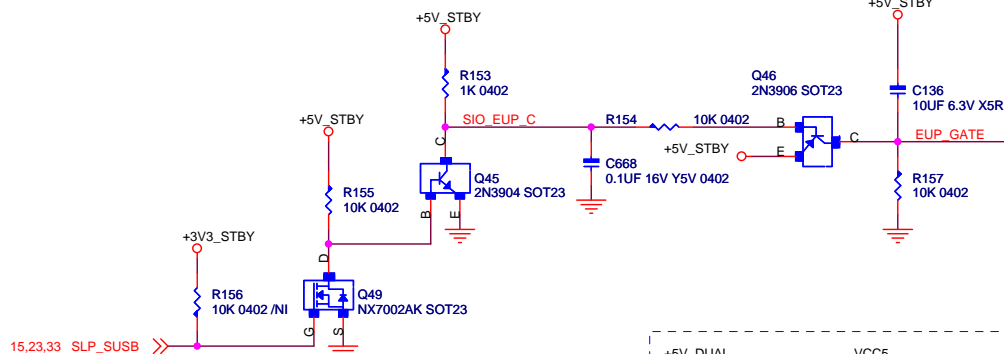 +5V_STBY
+5V_STBY
R153
1K 0402
Q46
2N3906 SOT23
C136
10UF 6.3V X5R
+5V_STBY
SIO_EUP_C
R154
10K 0402
B
C
EUP_GATE
C
+5V_STBY
E
C668
0.1UF 16V Y5V 0402
Q45
2N3904 SOT23
R155
10K 0402
R157
10K 0402
B
E
+3V3_STBY
D
R156
10K 0402 /NI
Q49
NX7002AK SOT23
G
S
15,23,33 SLP_SUSB
+5V_DUAL
VCC5